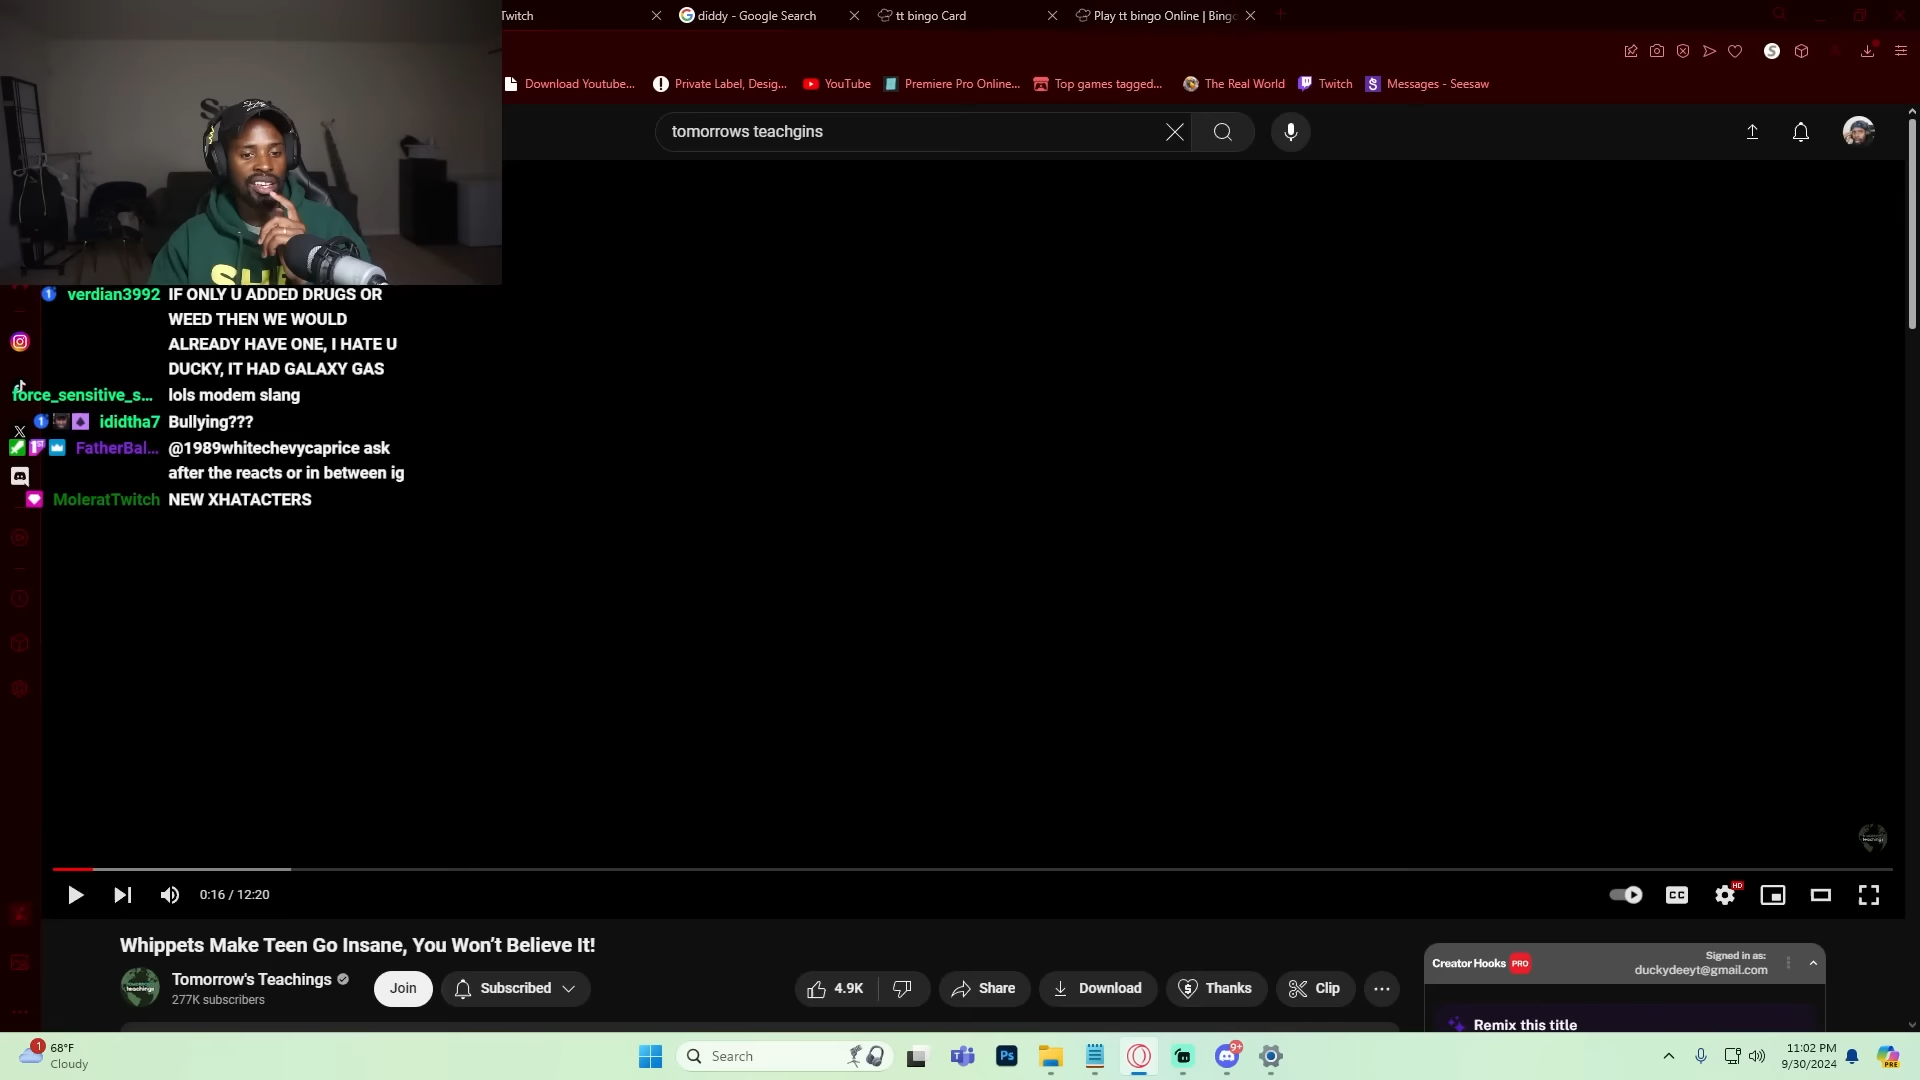 Twitch
diddy - Google Search
tt bingo Card
Play tt bingo Online | Bingo
Download Youtube...
Private Label, Desig...
YouTube
Premiere Pro Online...
Top games tagged...
The Real World
Twitch
Messages - Seesaw
tomorrows teachgins
verdian3992 IF ONLY U ADDED DRUGS OR
WEED THEN WE WOULD
ALREADY HAVE ONE, I HATE U
DUCKY, IT HAD GALAXY GAS
force_sensitive_s... lols modem slang
ididtha7 Bullying???
FatherBal... @1989whitechevycaprice ask
after the reacts or in between ig
MoleratTwitch NEW XHATACTERS
0:16 / 12:20
CC
HD
Whippets Make Teen Go Insane, You Won't Believe It!
Tomorrow's Teachings
277K subscribers
Join
Subscribed
4.9K
Share
Download
Thanks
Clip
Creator Hooks PRO
Signed in as:
duckydeeyt@gmail.com
Remix this title
1
68°F
Cloudy
Search
Ps
9+
11:02 PM
9/30/2024
PRE